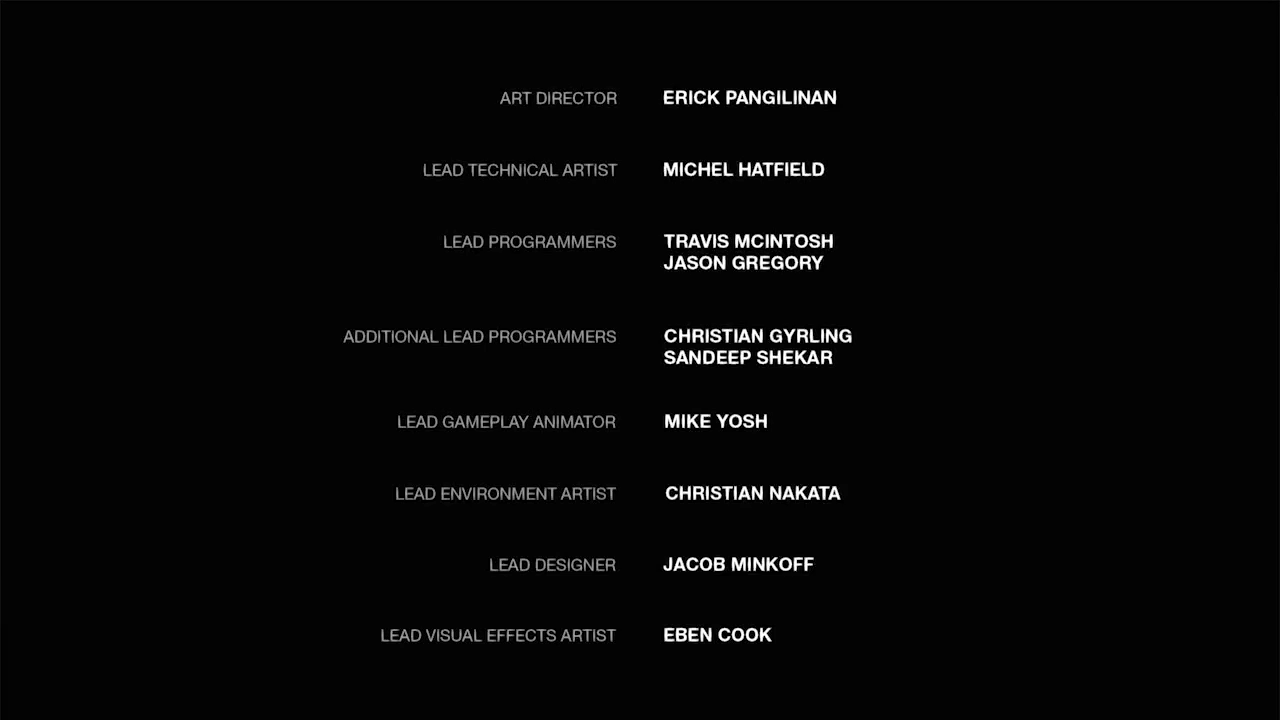 ART DIRECTOR ERICK PANGILINAN
LEAD TECHNICAL ARTIST MICHEL HATFIELD
LEAD PROGRAMMERS TRAVIS MCINTOSH
JASON GREGORY
ADDITIONAL LEAD PROGRAMMERS CHRISTIAN GYRLING
SANDEEP SHEKAR
LEAD GAMEPLAY ANIMATOR MIKE YOSH
LEAD ENVIRONMENT ARTIST CHRISTIAN NAKATA
LEAD DESIGNER JACOB MINKOFF
LEAD VISUAL EFFECTS ARTIST EBEN COOK